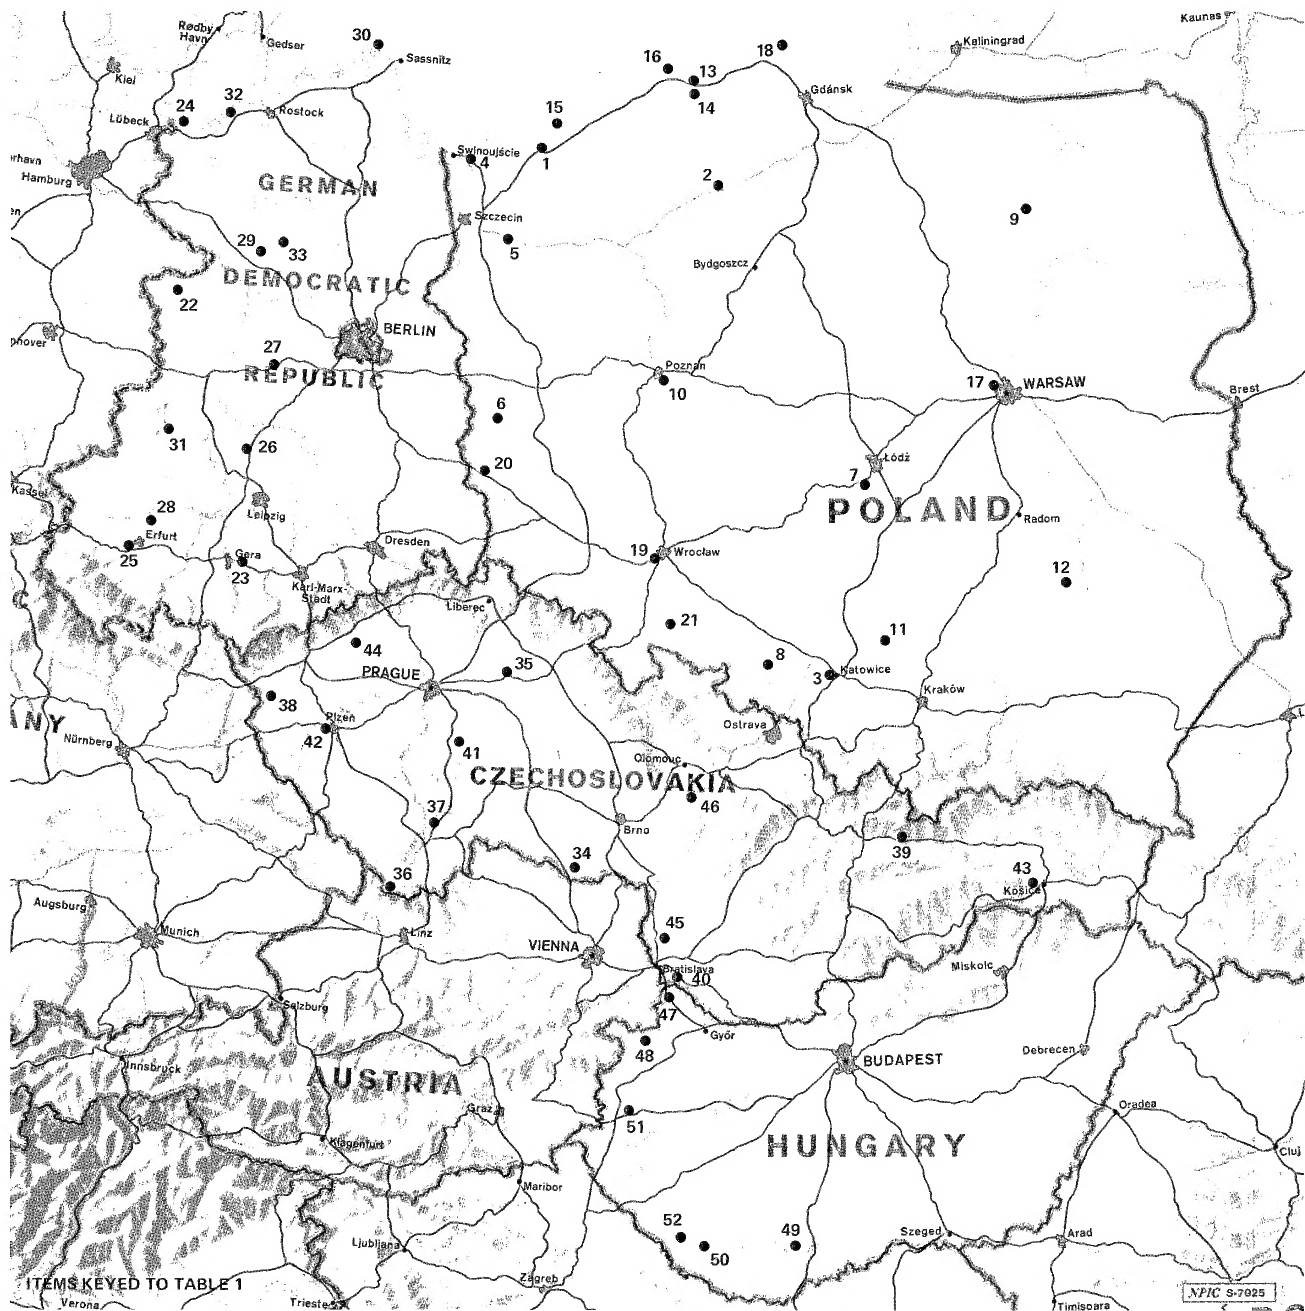 Rødby
Havn
Gedser
30
Sassnitz
16
13
18
Kaliningrad
Kaunas
Kiel
14
Gdańsk
24
32
Rostock
15
Lübeck
Swinoujście
4
1
Hamburg
GERMAN
2
Szczecin
9
5
29
33
Bydgoszcz
DEMOCRATIC
22
BERLIN
27
REPUBLIC
Poznań
10
17
WARSAW
Brest
6
31
26
20
Łódź
7
Kassel
Leipzig
POLAND
28
Radom
Erfurt
25
Gera
23
Dresden
19
Wrocław
Karl-Marx-
Stadt
12
Liberec
21
11
44
PRAGUE
35
8
3
Katowice
Kraków
38
Plzeň
42
Ostrava
ANY
Nürnberg
41
Olomouc
CZECHOSLOVAKIA
46
37
Brno
39
34
36
43
Košice
Augsburg
Munich
Linz
VIENNA
45
Bratislava
40
Miskolc
Salzburg
47
Győr
48
BUDAPEST
Debrecen
Innsbruck
AUSTRIA
Graz
51
Oradea
Klagenfurt
HUNGARY
Cluj
Maribor
52
50
49
Szeged
Arad
Ljubljana
Zagreb
ITEMS KEYED TO TABLE 1
NPIC S-7925
Verona
Trieste
Timisoara